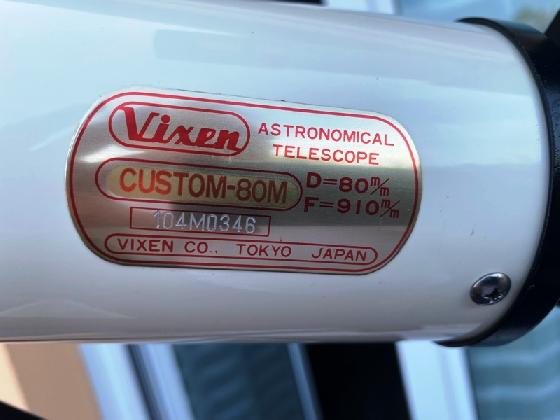 Vixen
ASTRONOMICAL
TELESCOPE
CUSTOM-80M
D=80m/m
F=910m/m
104M0346
VIXEN CO., TOKYO JAPAN